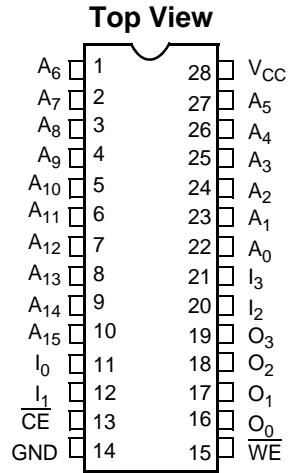 Top View
A6 1 28 VCC
A7 2 27 A5
A8 3 26 A4
A9 4 25 A3
A10 5 24 A2
A11 6 23 A1
A12 7 22 A0
A13 8 21 I3
A14 9 20 I2
A15 10 19 O3
I0 11 18 O2
I1 12 17 O1
C̅E̅ 13 16 O0
GND 14 15 W̅E̅